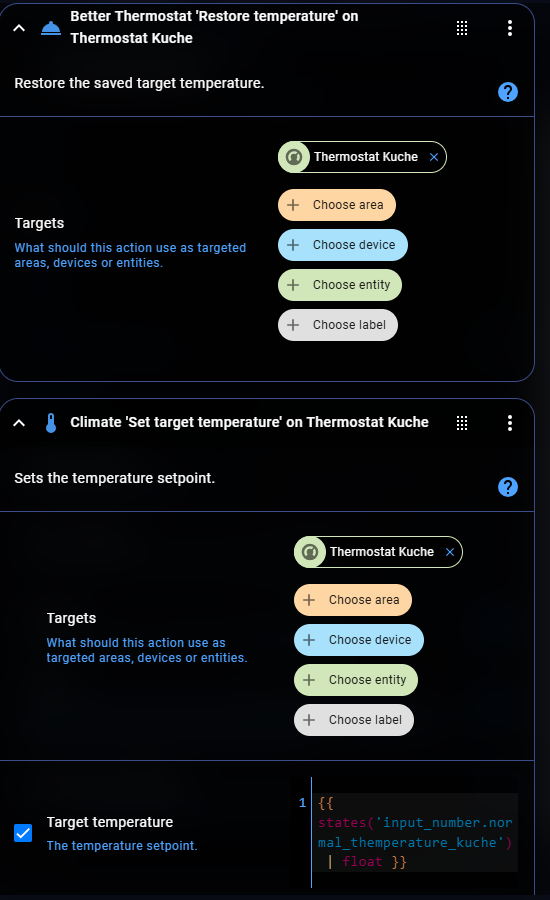 Better Thermostat 'Restore temperature' on
Thermostat Kuche
Restore the saved target temperature.
Thermostat Kuche
Choose area
Targets
Choose device
What should this action use as targeted
areas, devices or entities.
Choose entity
Choose label
Climate 'Set target temperature' on Thermostat Kuche
Sets the temperature setpoint.
Thermostat Kuche
Choose area
Targets
Choose device
What should this action use as
targeted areas, devices or entities.
Choose entity
Choose label
Target temperature
The temperature setpoint.
1 {{
states('input_number.nor
mal_themperature_kuche')
| float }}